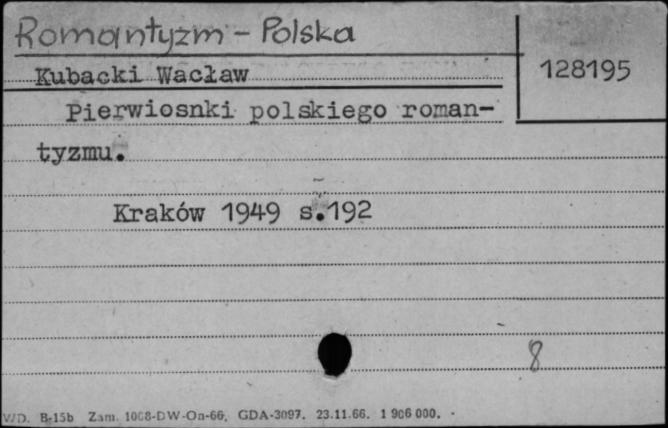 Romantyzm - Polska
128195
Kubacki Wacław
Pierwiosnki polskiego roman-
tyzmu.
Kraków 1949 s.192
8
WD. B-15b Zam. 1008-DW-On-66. GDA-3097. 23.11.66. 1 906 000.